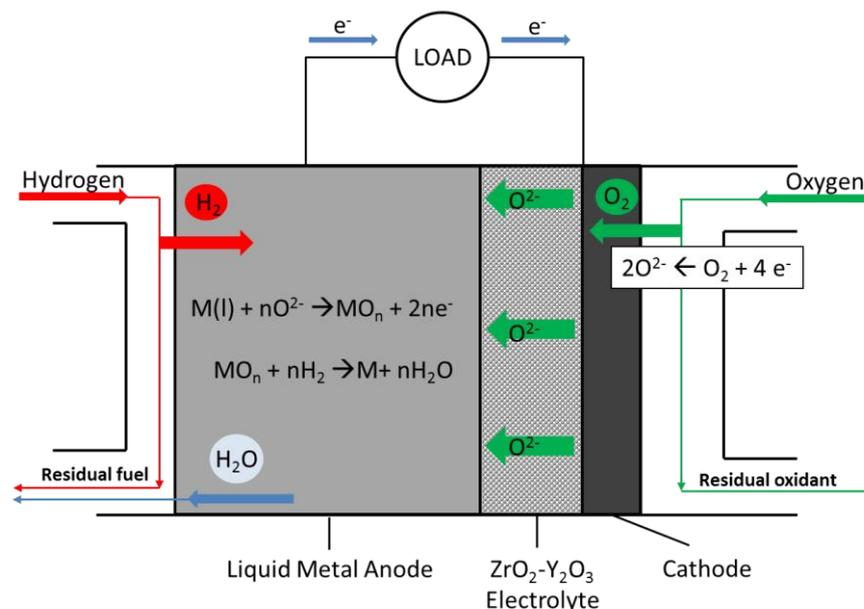 e⁻ e⁻
LOAD
Hydrogen
H₂
O²⁻
O₂
Oxygen
2O²⁻ ← O₂ + 4 e⁻
M(l) + nO²⁻ →MOₙ + 2ne⁻
O²⁻
MOₙ + nH₂ →M+ nH₂O
O²⁻
H₂O
Residual fuel
Residual oxidant
Liquid Metal Anode
ZrO₂-Y₂O₃
Electrolyte
Cathode